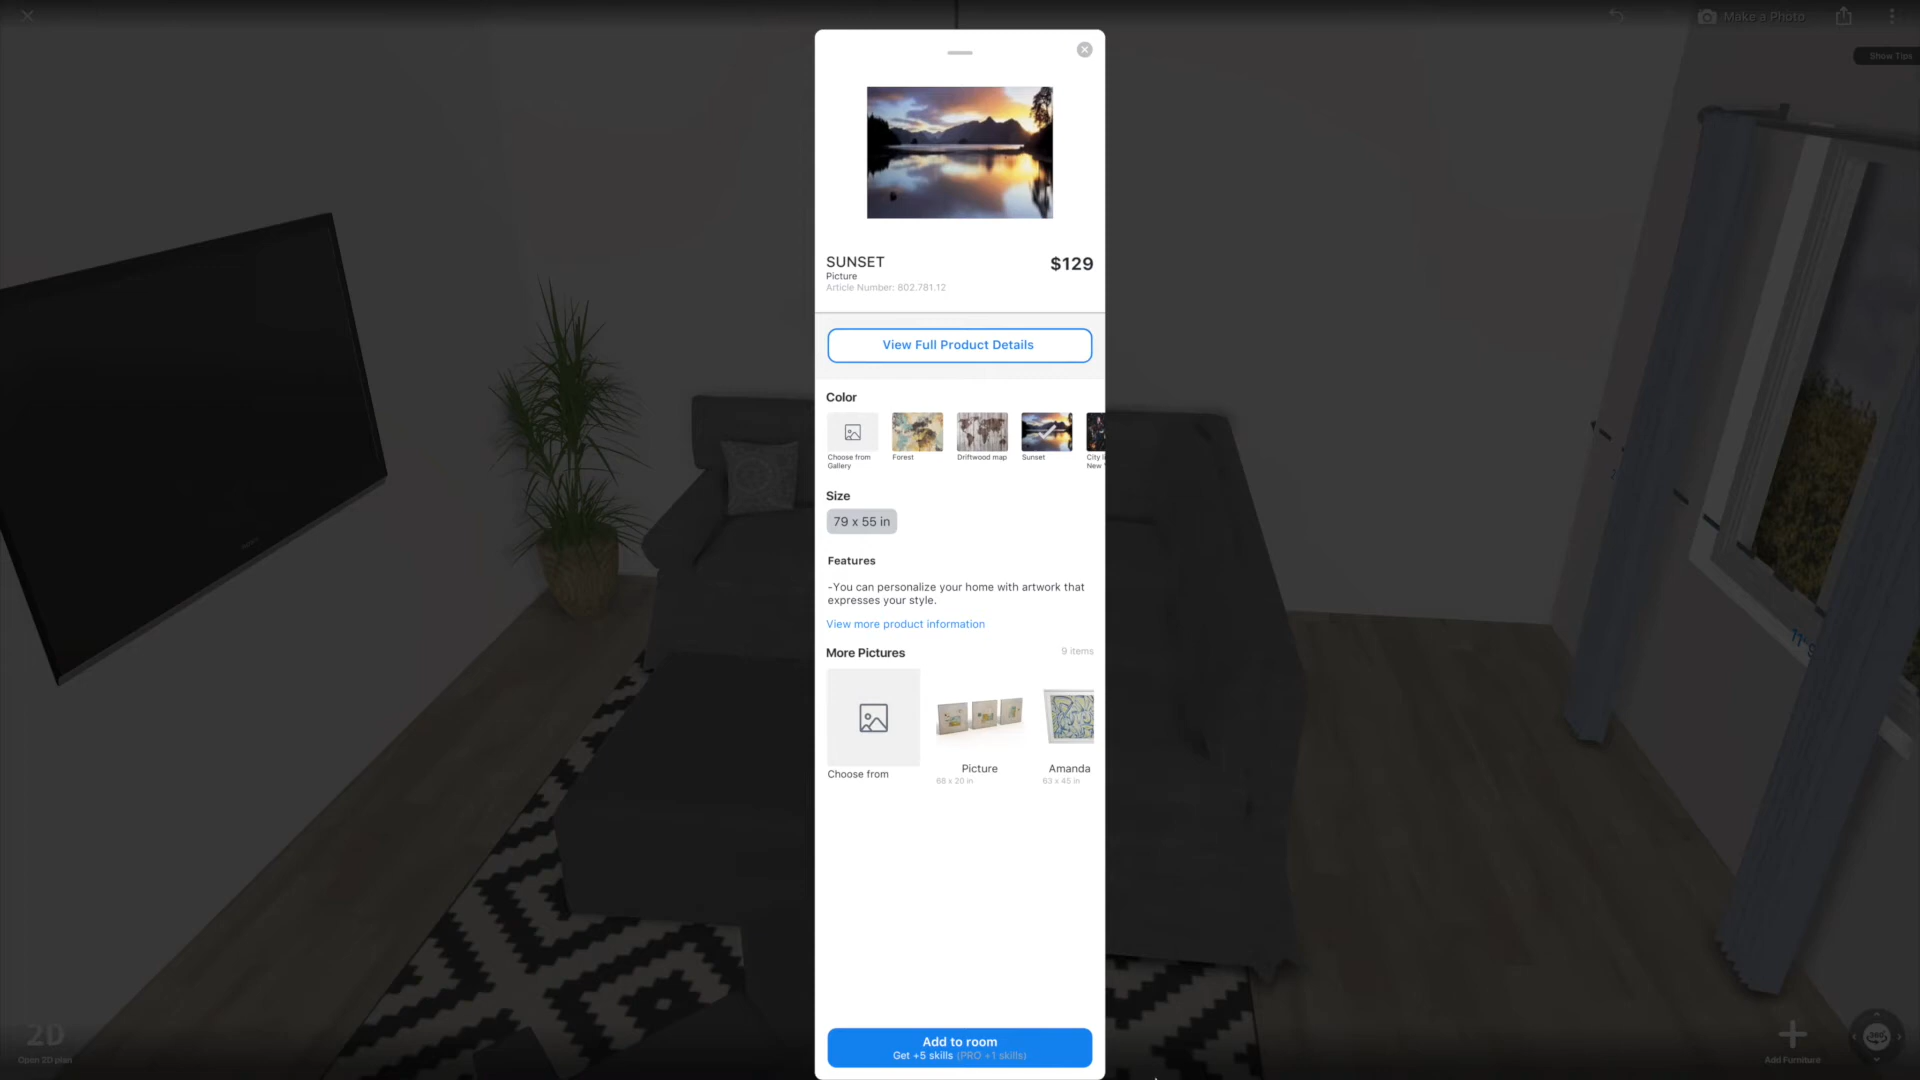 Make a Photo
Show Tips
SUNSET
$129
Picture
Article Number: 802.781.12
View Full Product Details
Color
Choose from
Gallery
Forest
Driftwood map
Sunset
City
New
Size
79 x 55 in
Features
-You can personalize your home with artwork that
expresses your style.
View more product information
More Pictures
9 items
Choose from
Picture
68 x 20 in
Amanda
63 x 45 in
Add to room
Get +5 skills (PRO +1 skills)
2D
Open 2D plan
Add Furniture
360